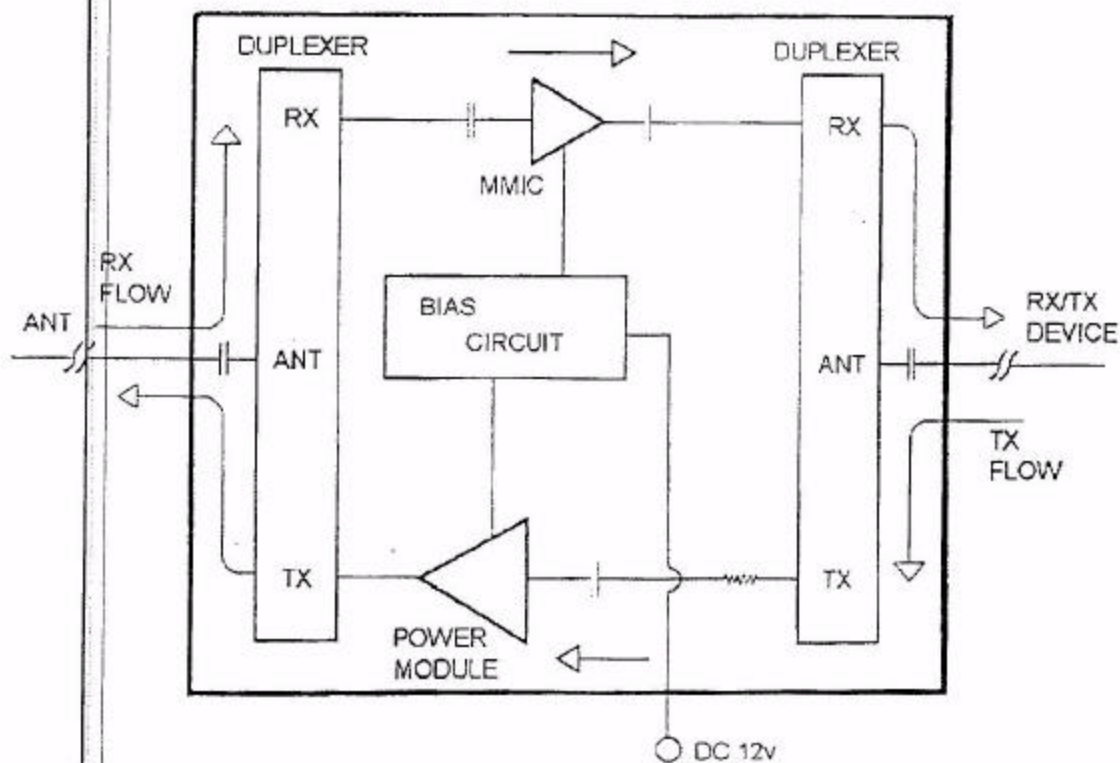 DUPLEXER
DUPLEXER
RX
RX
MMIC
RX
FLOW
BIAS
CIRCUIT
RX/TX
DEVICE
ANT
ANT
ANT
TX
FLOW
TX
TX
POWER
MODULE
DC 12v